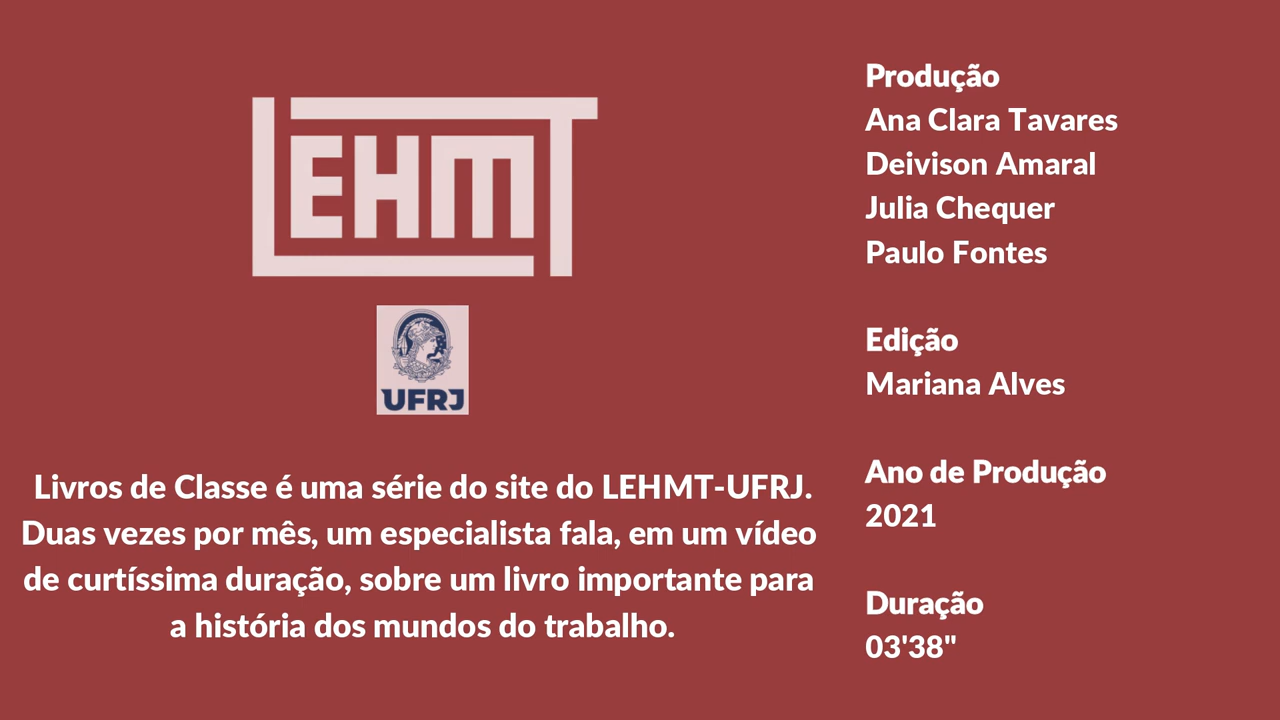 LEHMT
UFRJ
Livros de Classe é uma série do site do LEHMT-UFRJ.
Duas vezes por mês, um especialista fala, em um vídeo
de curtíssima duração, sobre um livro importante para
a história dos mundos do trabalho.
Produção
Ana Clara Tavares
Deivison Amaral
Julia Chequer
Paulo Fontes
Edição
Mariana Alves
Ano de Produção
2021
Duração
03'38"